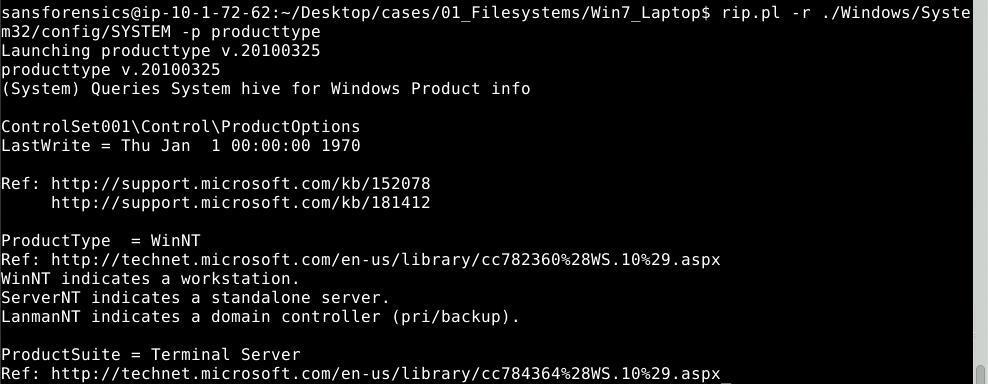 sansforensics@ip-10-1-72-62:~/Desktop/cases/01_Filesystems/Win7_Laptop$ rip.pl -r ./Windows/Syste
m32/config/SYSTEM -p producttype
Launching producttype v.20100325
producttype v.20100325
(System) Queries System hive for Windows Product info

ControlSet001\Control\ProductOptions
LastWrite = Thu Jan  1 00:00:00 1970

Ref: http://support.microsoft.com/kb/152078
     http://support.microsoft.com/kb/181412

ProductType  = WinNT
Ref: http://technet.microsoft.com/en-us/library/cc782360%28WS.10%29.aspx
WinNT indicates a workstation.
ServerNT indicates a standalone server.
LanmanNT indicates a domain controller (pri/backup).

ProductSuite = Terminal Server
Ref: http://technet.microsoft.com/en-us/library/cc784364%28WS.10%29.aspx_